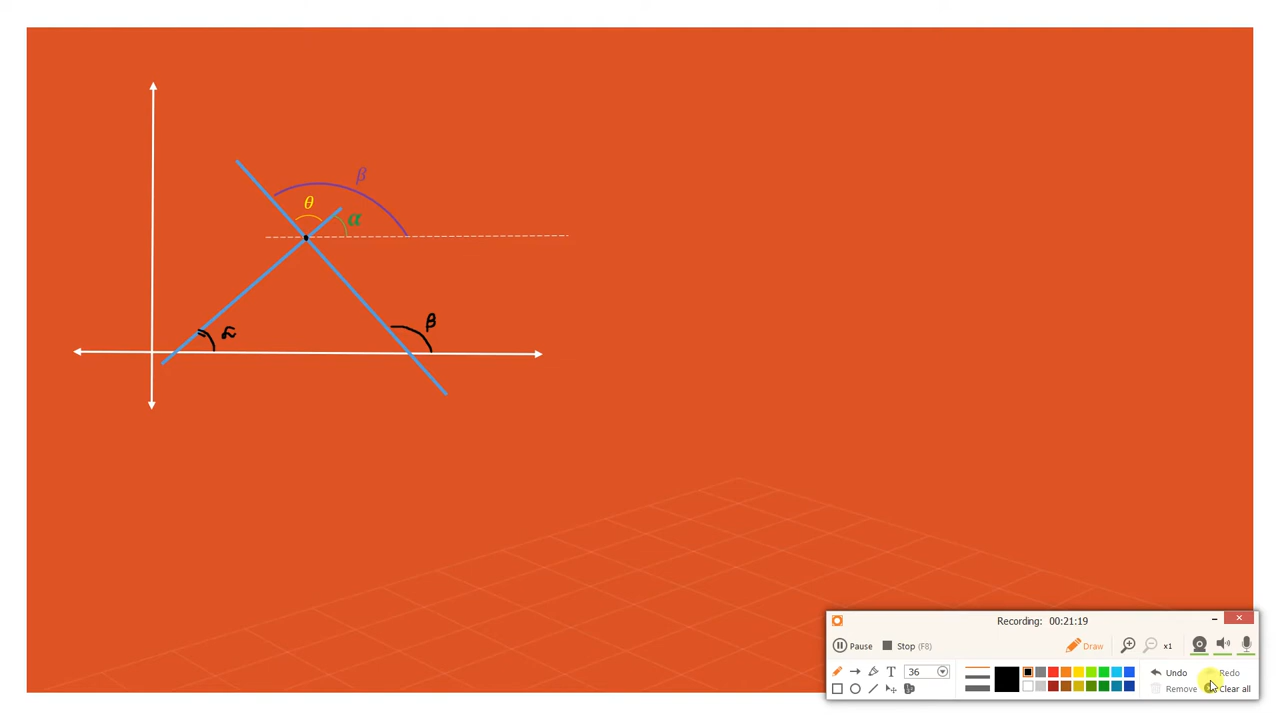 β
θ
α
α
β
Recording: 00:21:19
Pause Stop (F8) Draw x1
T 36 Undo Redo
Remove Clear all